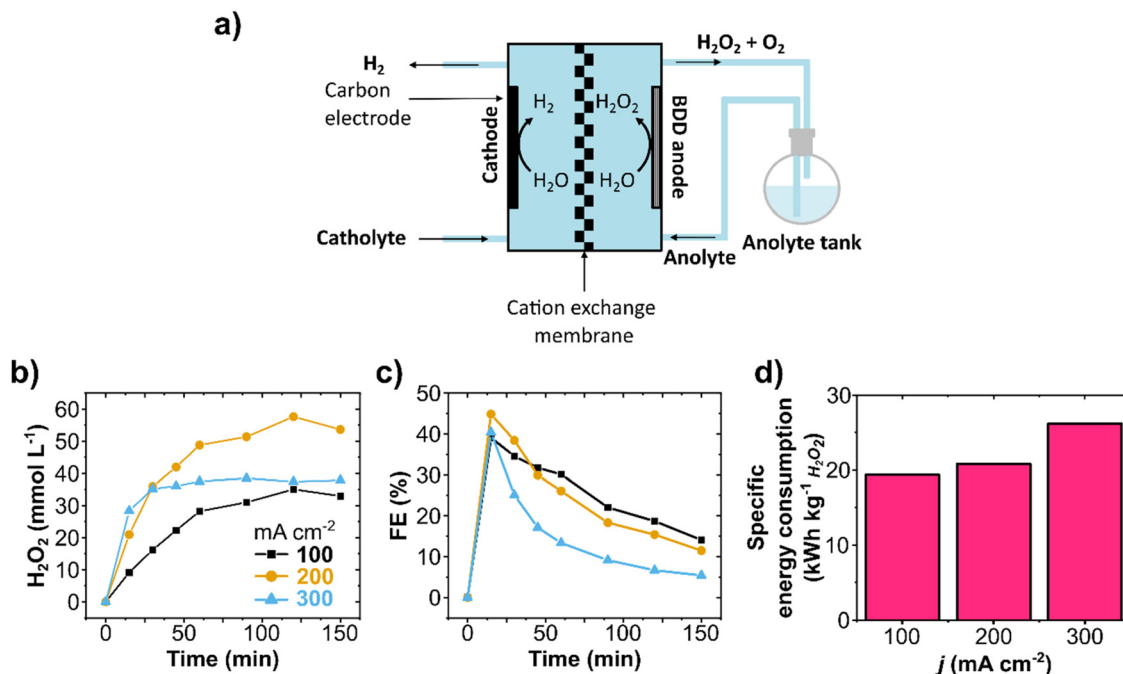 a)
H₂
Carbon
electrode
Cathode
H₂
H₂O
H₂O₂
H₂O
BDD anode
H₂O₂ + O₂
Catholyte
Anolyte
Anolyte tank
Cation exchange
membrane
b)
H₂O₂ (mmol L⁻¹)
60
50
40
30
20
10
0
mA cm⁻²
100
200
300
0 50 100 150
Time (min)
c)
FE (%)
50
40
30
20
10
0
0 50 100 150
Time (min)
d)
Specific
energy consumption
(kWh kg⁻¹ H₂O₂)
30
20
10
0
100 200 300
j (mA cm⁻²)